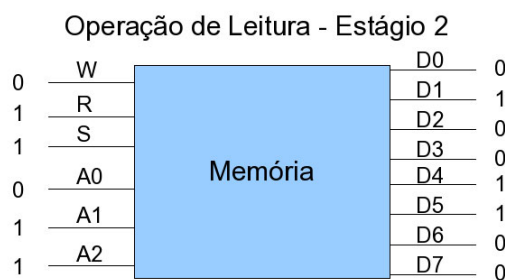 Operação de Leitura - Estágio 2
0 W
1 R
1 S
0 A0
1 A1
1 A2
Memória
D0 0
D1 1
D2 0
D3 0
D4 1
D5 1
D6 0
D7 0